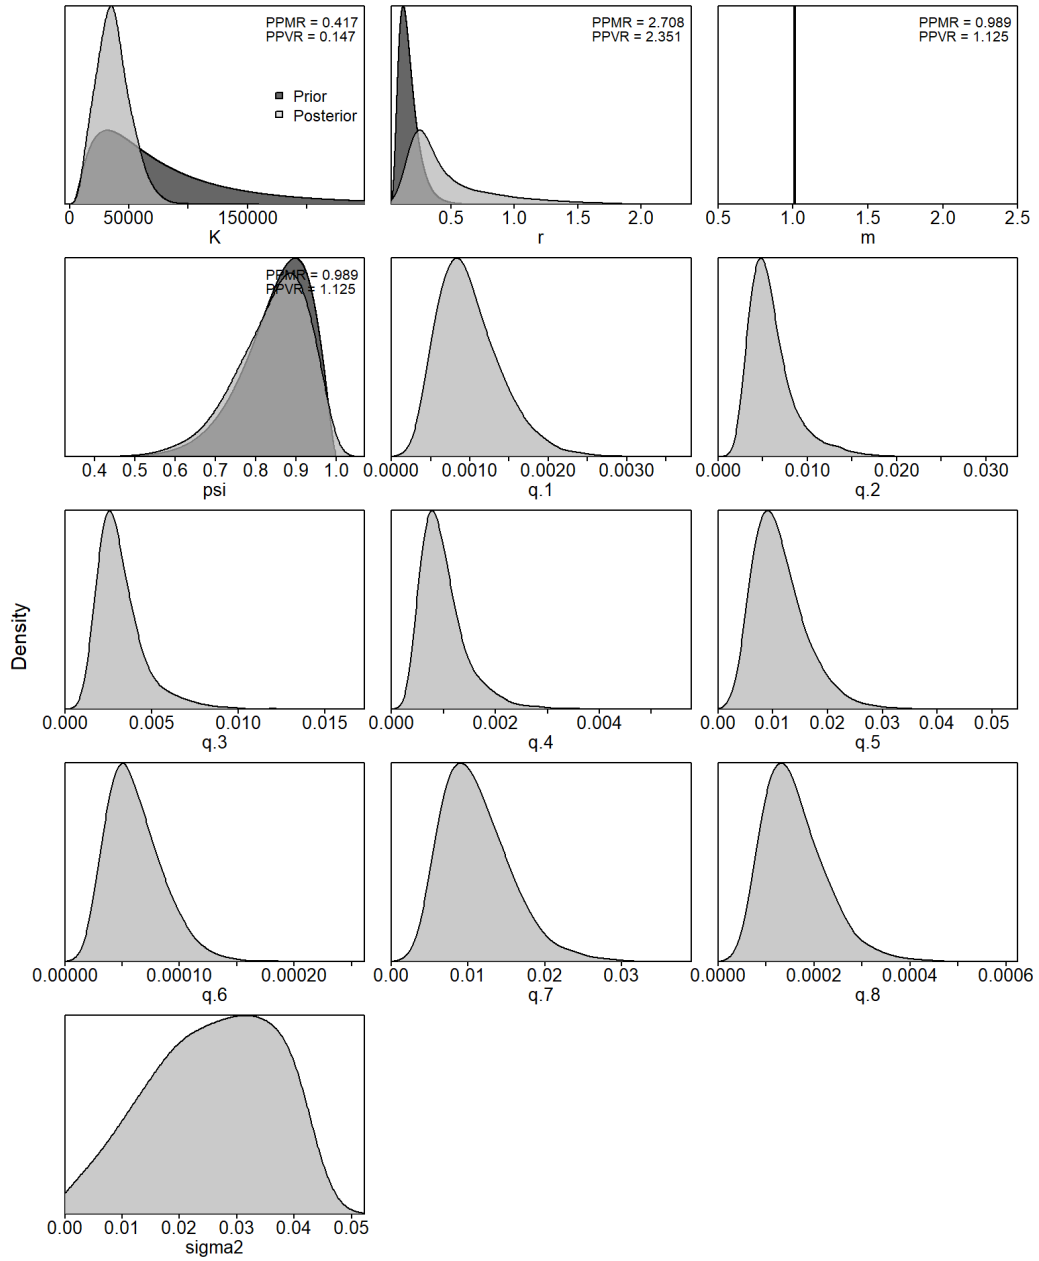 PPMR = 0.417
PPVR = 0.147
Prior
Posterior
0 50000 150000
K
PPMR = 2.708
PPVR = 2.351
0.5 1.0 1.5 2.0
r
PPMR = 0.989
PPVR = 1.125
0.5 1.0 1.5 2.0 2.5
m
PPMR = 0.989
PPVR = 1.125
0.4 0.5 0.6 0.7 0.8 0.9 1.0
psi
0.0000 0.0010 0.0020 0.0030
q.1
0.000 0.010 0.020 0.030
q.2
Density
0.000 0.005 0.010 0.015
q.3
0.000 0.002 0.004
q.4
0.00 0.01 0.02 0.03 0.04 0.05
q.5
0.00000 0.00010 0.00020
q.6
0.00 0.01 0.02 0.03
q.7
0.0000 0.0002 0.0004 0.0006
q.8
0.00 0.01 0.02 0.03 0.04 0.05
sigma2